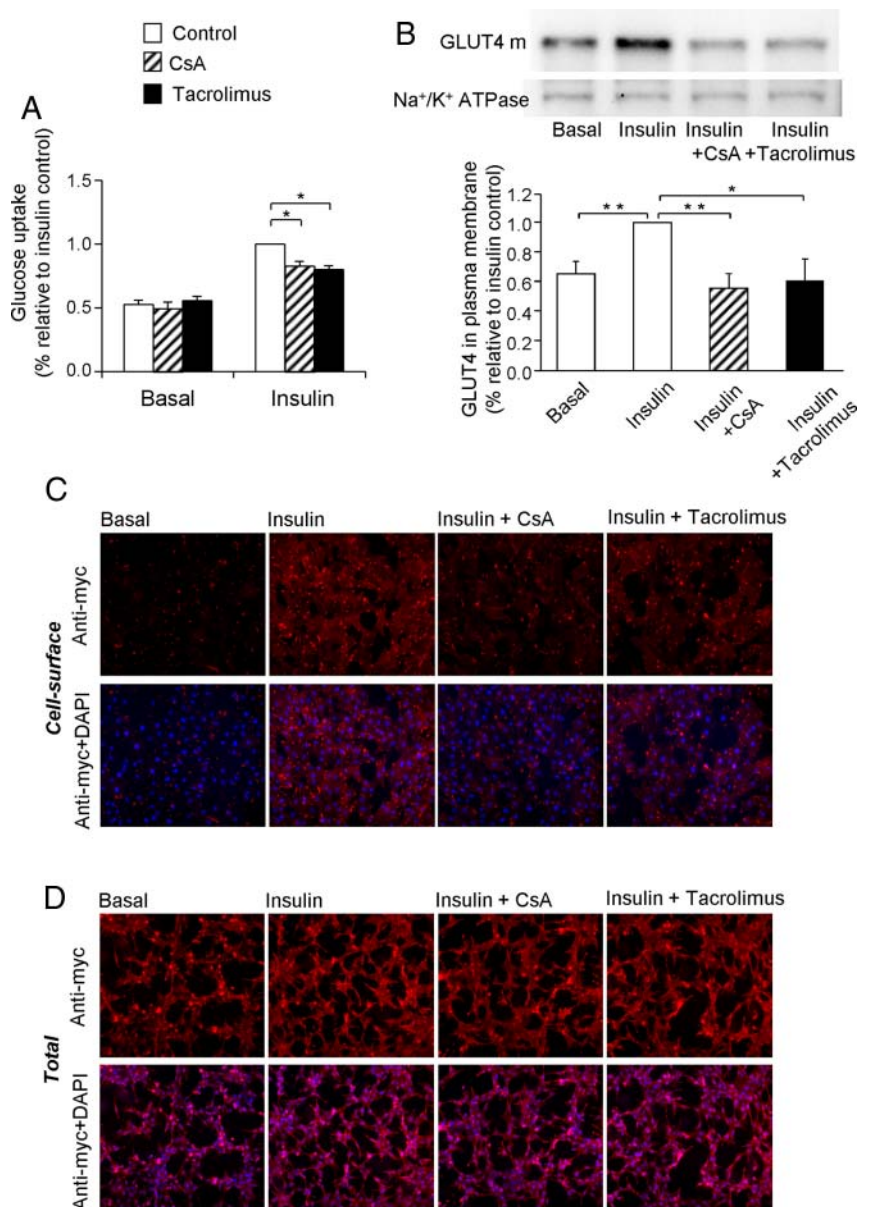 Control
CsA
Tacrolimus
A
Glucose uptake
(% relative to insulin control)
1.5
1.0
0.5
0.0
*
*
Basal Insulin
B
GLUT4 m
Na⁺/K⁺ ATPase
Basal Insulin Insulin Insulin
+CsA +Tacrolimus
GLUT4 in plasma membrane
(% relative to insulin control)
1.2
1.0
0.8
0.6
0.4
0.2
0.0
* * * * *
Basal
Insulin
Insulin
+CsA
Insulin
+Tacrolimus
C
Basal Insulin Insulin + CsA Insulin + Tacrolimus
Cell-surface
Anti-myc
Anti-myc+DAPI
D
Basal Insulin Insulin + CsA Insulin + Tacrolimus
Total
Anti-myc
Anti-myc+DAPI